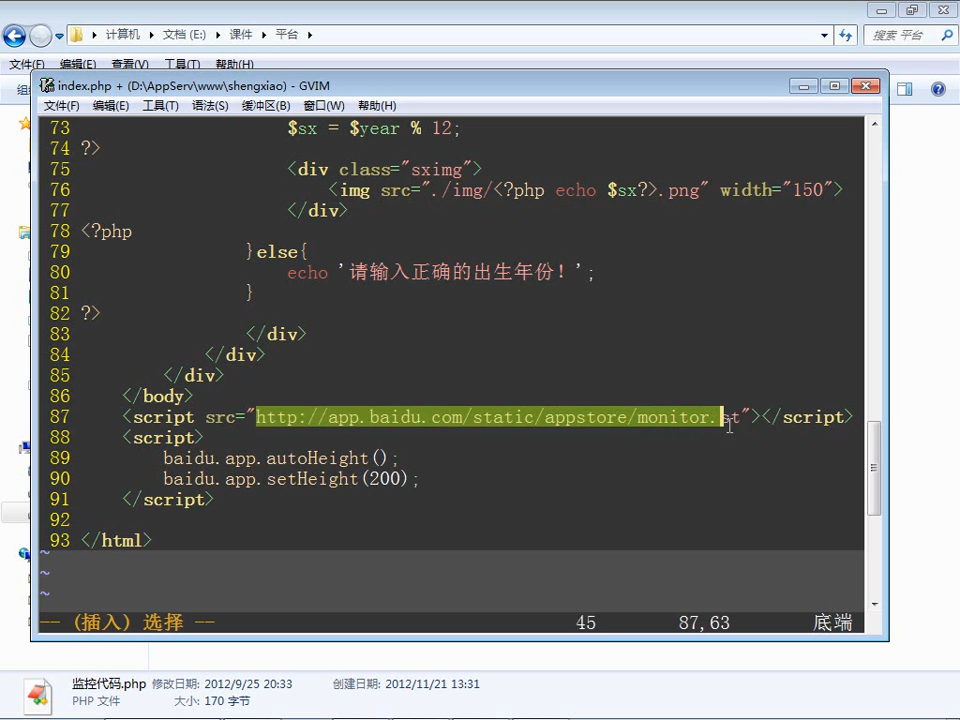 计算机 文档 (E:) 课件 平台
搜索 平台
文件(F) 编辑(E) 查看(V) 工具(T) 帮助(H)
index.php + (D:\AppServ\www\shengxiao) - GVIM
文件(F) 编辑(E) 工具(T) 语法(S) 缓冲区(B) 窗口(W) 帮助(H)
73 $sx = $year % 12;
74 ?>
75 <div class="sximg">
76 <img src="./img/<?php echo $sx?>.png" width="150">
77 </div>
78 <?php
79 }else{
80 echo '请输入正确的出生年份！';
81 }
82 ?>
83 </div>
84 </div>
85 </div>
86 </body>
87 <script src="http://app.baidu.com/static/appstore/monitor.st"></script>
88 <script>
89 baidu.app.autoHeight();
90 baidu.app.setHeight(200);
91 </script>
92
93 </html>
~
~
~
-- (插入) 选择 -- 45 87,63 底端
监控代码.php 修改日期: 2012/9/25 20:33 创建日期: 2012/11/21 13:31
PHP 文件 大小: 170 字节